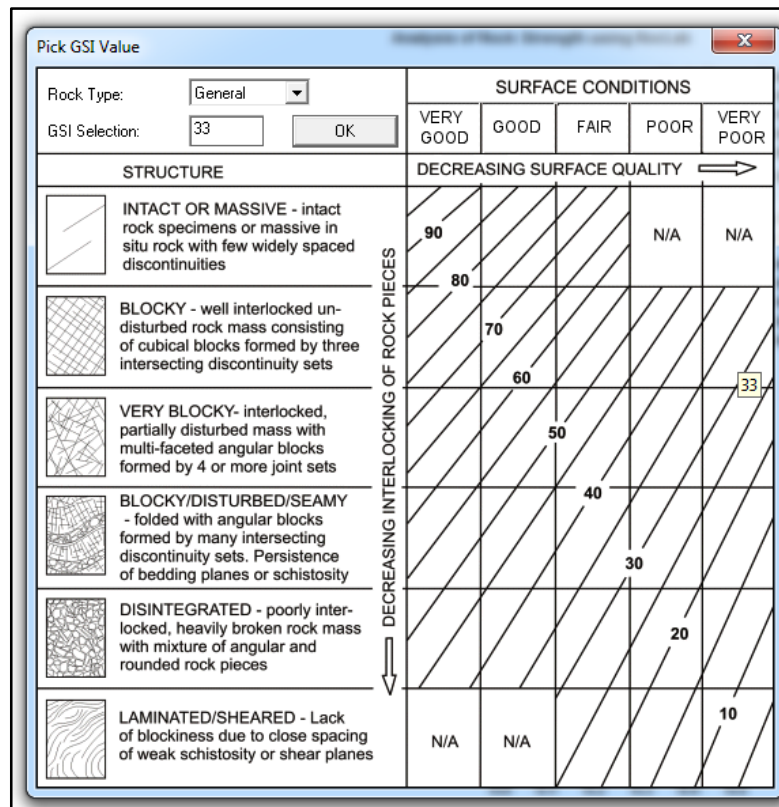 Pick GSI Value
Analysis of Rock Strength using RocLab
Rock Type:
General
GSI Selection:
33
OK
SURFACE CONDITIONS
VERY GOOD
GOOD
FAIR
POOR
VERY POOR
STRUCTURE
DECREASING SURFACE QUALITY
DECREASING INTERLOCKING OF ROCK PIECES
INTACT OR MASSIVE - intact
rock specimens or massive in
situ rock with few widely spaced
discontinuities
90
80
N/A
N/A
BLOCKY - well interlocked un-
disturbed rock mass consisting
of cubical blocks formed by three
intersecting discontinuity sets
70
60
33
VERY BLOCKY- interlocked,
partially disturbed mass with
multi-faceted angular blocks
formed by 4 or more joint sets
50
BLOCKY/DISTURBED/SEAMY
- folded with angular blocks
formed by many intersecting
discontinuity sets. Persistence
of bedding planes or schistosity
40
30
DISINTEGRATED - poorly inter-
locked, heavily broken rock mass
with mixture of angular and
rounded rock pieces
20
LAMINATED/SHEARED - Lack
of blockiness due to close spacing
of weak schistosity or shear planes
N/A
N/A
10